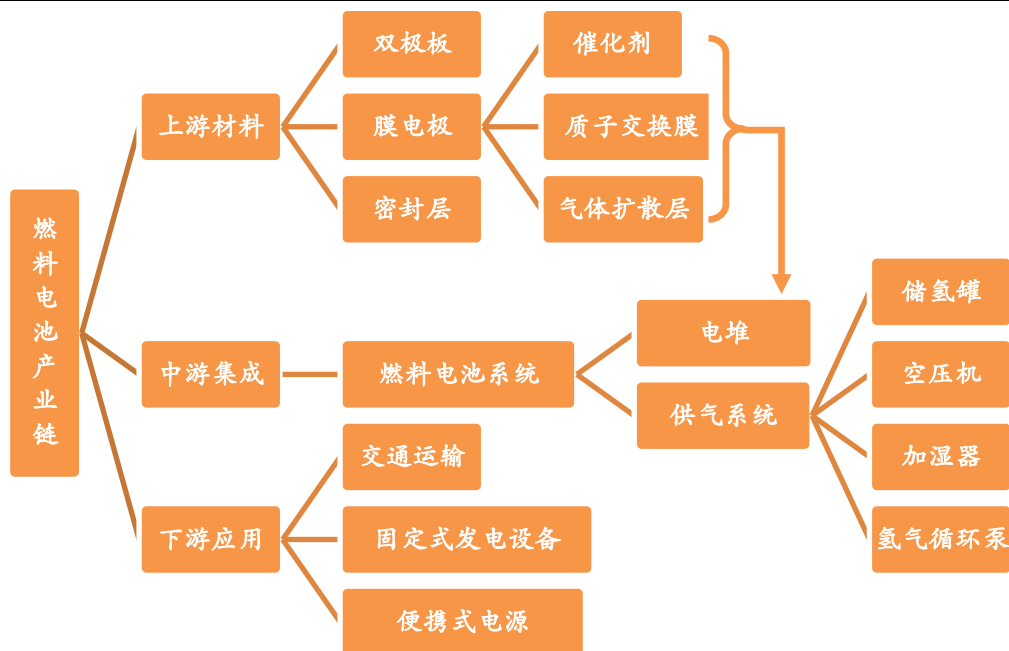 燃料电池产业链
上游材料
双极板
膜电极
密封层
催化剂
质子交换膜
气体扩散层
中游集成
燃料电池系统
电堆
供气系统
储氢罐
空压机
加湿器
氢气循环泵
下游应用
交通运输
固定式发电设备
便携式电源